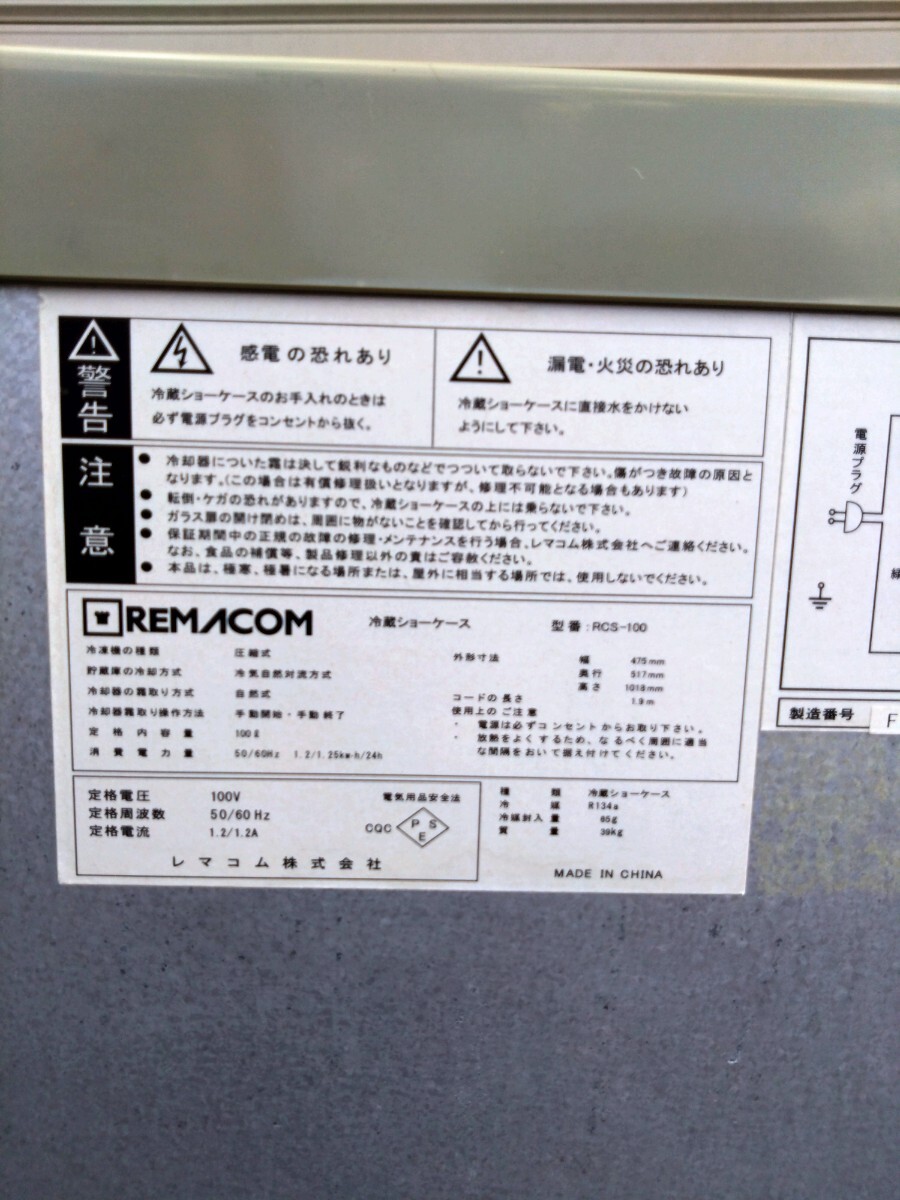 警告
感電の恐れあり
冷蔵ショーケースのお手入れのときは
必ず電源プラグをコンセントから抜く。
漏電・火災の恐れあり
冷蔵ショーケースに直接水をかけない
ようにして下さい。
注意
● 冷却器についた霜は決して鋭利なものなどでつついて取らないで下さい。傷がつき故障の原因と
なります。(この場合は有償修理扱いとなりますが、修理不可能となる場合もあります)
● 転倒・ケガの恐れがありますので、冷蔵ショーケースの上には乗らないで下さい。
● ガラス扉の開け閉めは、周囲に物がないことを確認してから行ってください。
● 保証期間中の正規の故障の修理・メンテナンスを行う場合、レマコム株式会社へご連絡ください。
なお、食品の補償等、製品修理以外の責はご容赦ください。
● 本品は、極寒、極暑になる場所または、屋外に相当する場所では、使用しないでください。
REMACOM 冷蔵ショーケース 型番:RCS-100
冷凍機の種類 圧縮式
貯蔵庫の冷却方式 冷気自然対流方式
冷却器の霜取り方式 自然式
冷却器霜取り操作方法 手動開始・手動終了
定格内容量 100ℓ
消費電力量 50/60Hz 1.2/1.25kw・h/24h
外形寸法 幅 475mm
奥行 517mm
高さ 1018mm
コードの長さ 1.9m
使用上のご注意
・ 電源は必ずコンセントからお取り下さい。
・ 放熱をよくするため、なるべく周囲に適当
な間隔をおいて据え付けてください。
定格電圧 100V
定格周波数 50/60Hz
定格電流 1.2/1.2A
電気用品安全法
CQC PSE
レマコム株式会社
種類 冷蔵ショーケース
冷媒 R134a
冷媒封入量 85g
質量 39kg
MADE IN CHINA
電源プラグ
緑
製造番号 F